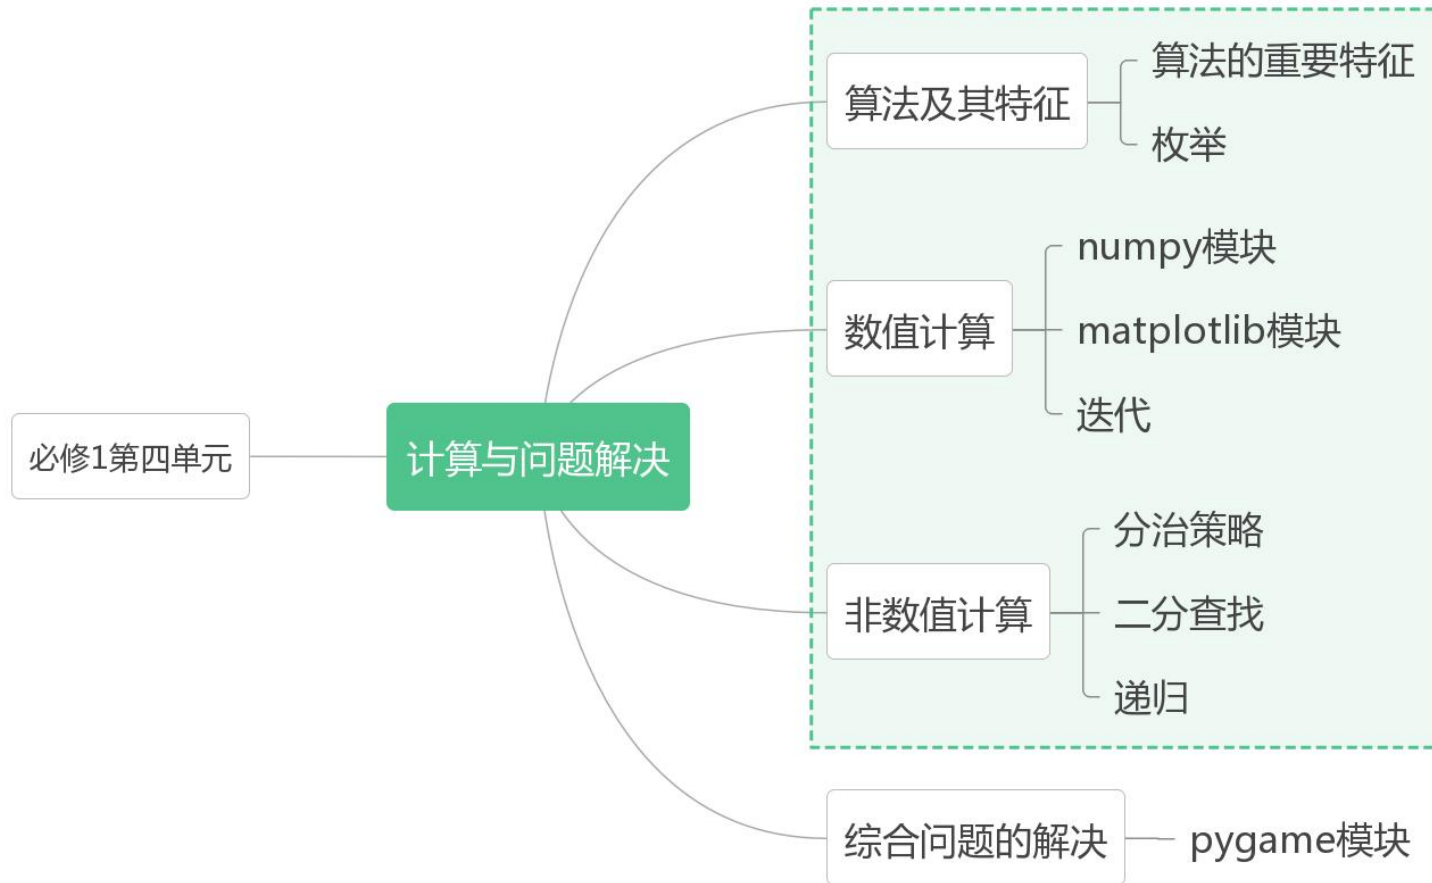 必修1第四单元
计算与问题解决
算法及其特征
算法的重要特征
枚举
数值计算
numpy模块
matplotlib模块
迭代
非数值计算
分治策略
二分查找
递归
综合问题的解决
pygame模块